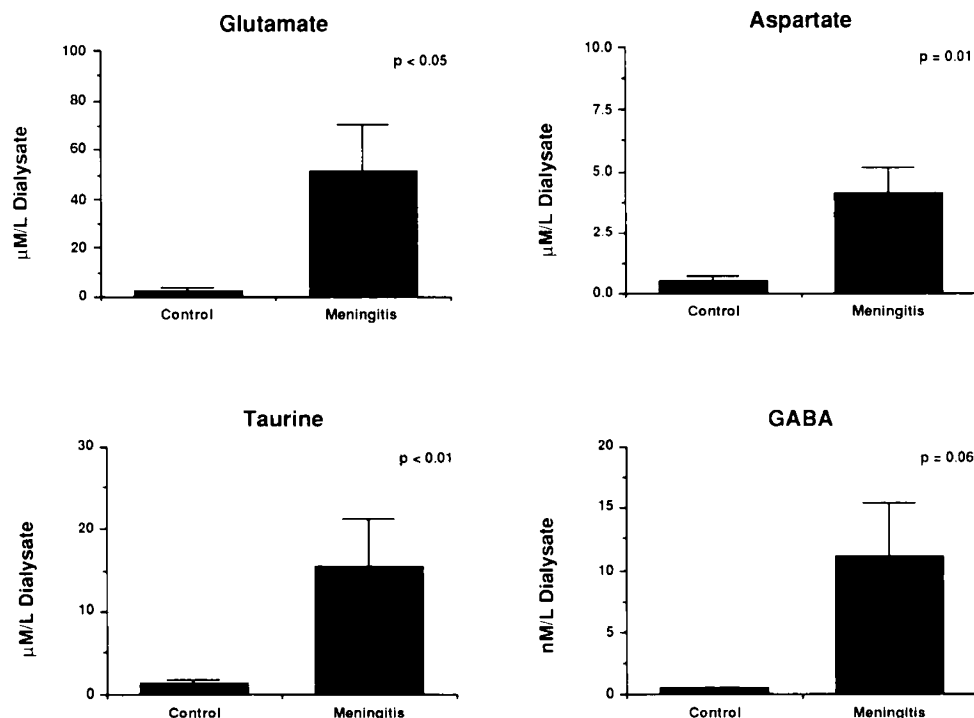 Glutamate
p < 0.05
100
80
60
40
20
0
µM/L Dialysate
Control Meningitis
Aspartate
p = 0.01
10.0
7.5
5.0
2.5
0.0
µM/L Dialysate
Control Meningitis
Taurine
p < 0.01
30
20
10
0
µM/L Dialysate
Control Meningitis
GABA
p = 0.06
20
15
10
5
0
nM/L Dialysate
Control Meningitis